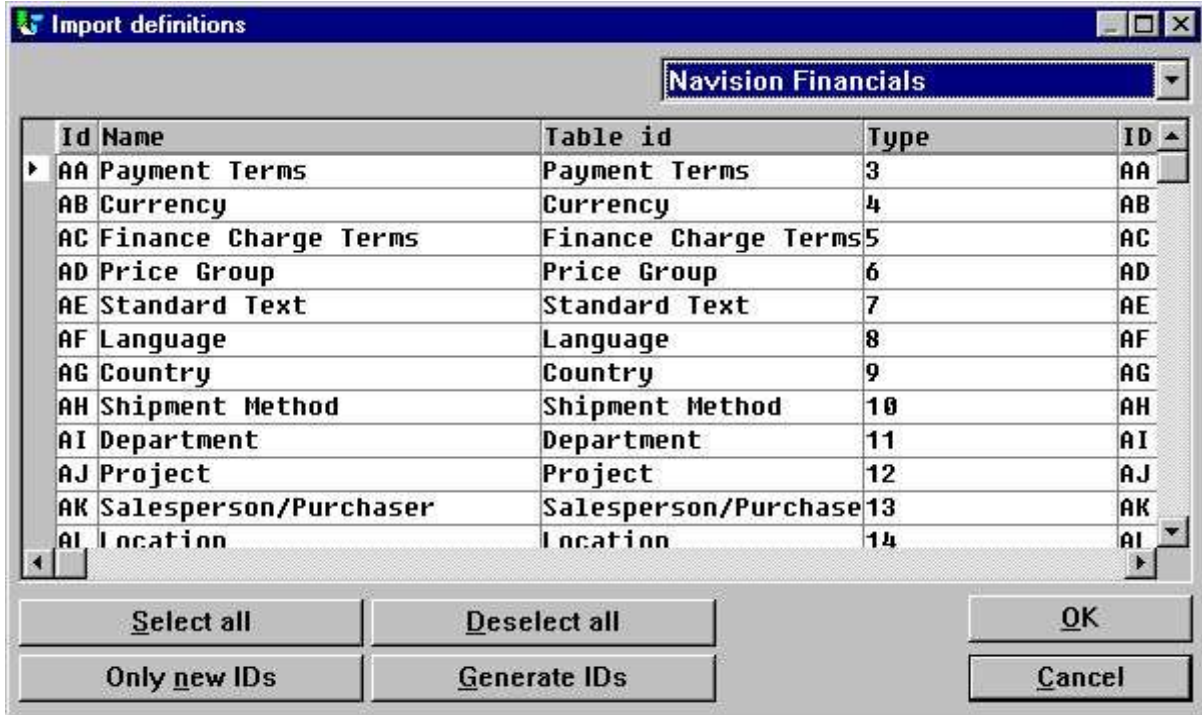 Import definitions
Navision Financials
Id Name Table id Type ID
AA Payment Terms Payment Terms 3 AA
AB Currency Currency 4 AB
AC Finance Charge Terms Finance Charge Terms 5 AC
AD Price Group Price Group 6 AD
AE Standard Text Standard Text 7 AE
AF Language Language 8 AF
AG Country Country 9 AG
AH Shipment Method Shipment Method 10 AH
AI Department Department 11 AI
AJ Project Project 12 AJ
AK Salesperson/Purchaser Salesperson/Purchase 13 AK
AL Location Location 14 AL
Select all Deselect all OK
Only new IDs Generate IDs Cancel